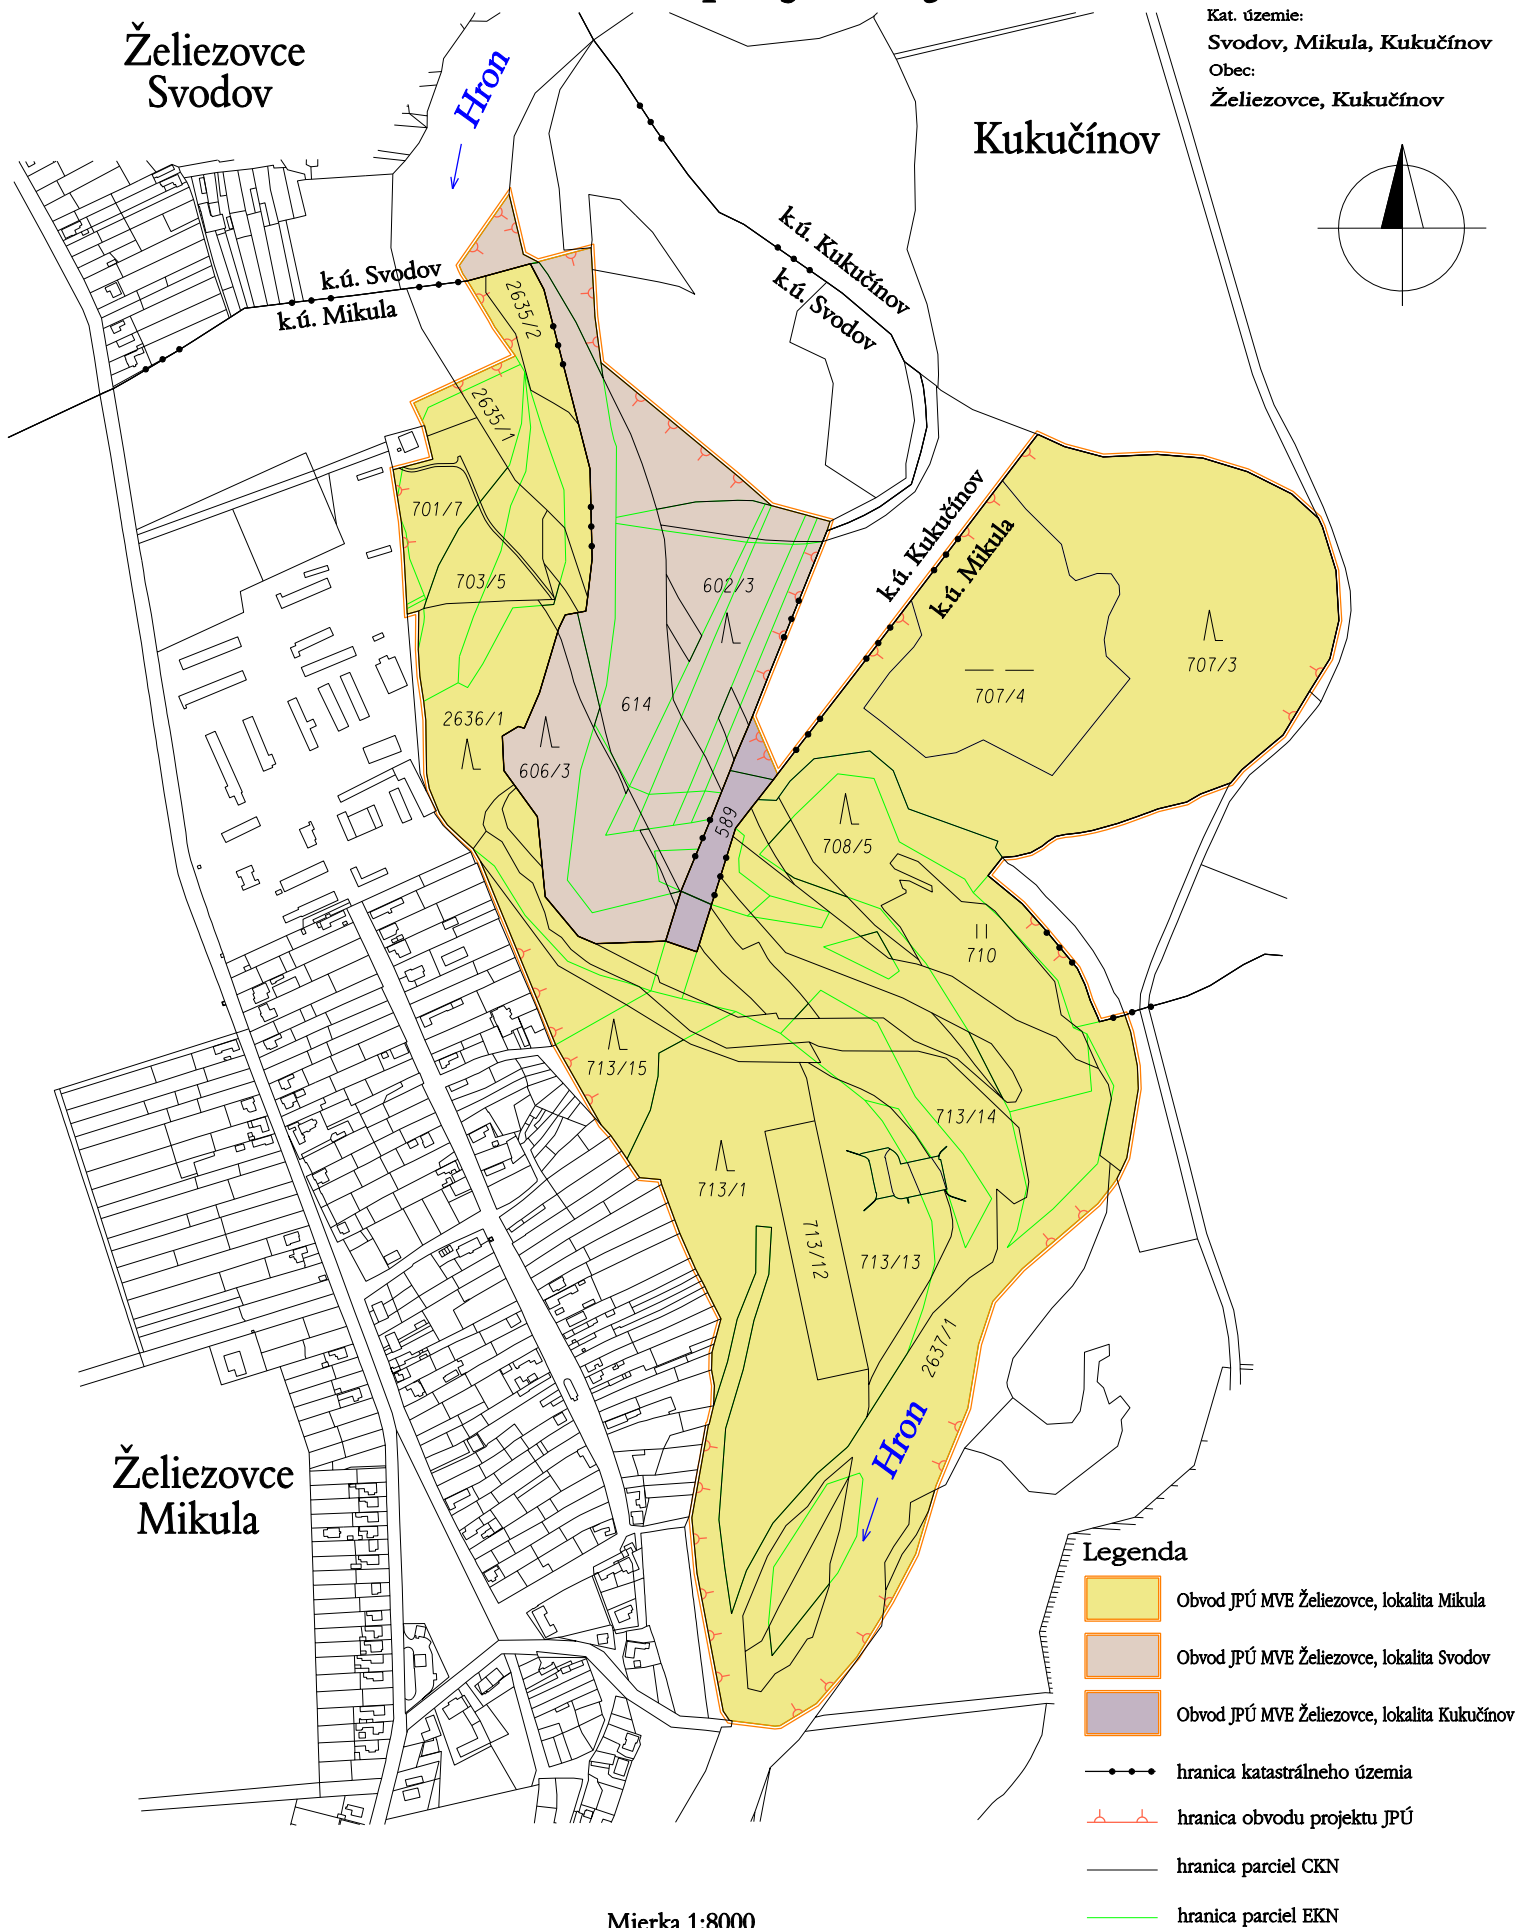 Kat. územie:
Svodov, Mikula, Kukučínov
Obec:
Želiezovce, Kukučínov
Želiezovce
Svodov
Hron
Kukučínov
k.ú. Kukučínov
k.ú. Svodov
k.ú. Svodov
k.ú. Mikula
2635/2
2635/1
701/7
703/5
602/3
k.ú. Kukučínov
k.ú. Mikula
707/3
707/4
614
2636/1
606/3
589
708/5
710
713/15
713/14
713/1
713/12
713/13
2637/1
Hron
Želiezovce
Mikula
Legenda
Obvod JPÚ MVE Želiezovce, lokalita Mikula
Obvod JPÚ MVE Želiezovce, lokalita Svodov
Obvod JPÚ MVE Želiezovce, lokalita Kukučínov
hranica katastrálneho územia
hranica obvodu projektu JPÚ
hranica parciel CKN
hranica parciel EKN
Mierka 1:8000